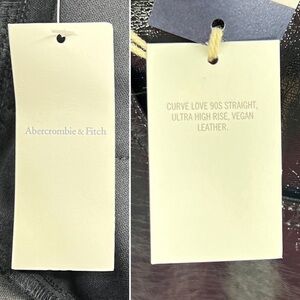 Abercrombie & Fitch
CURVE LOVE 90S STRAIGHT,
ULTRA HIGH RISE, VEGAN
LEATHER.